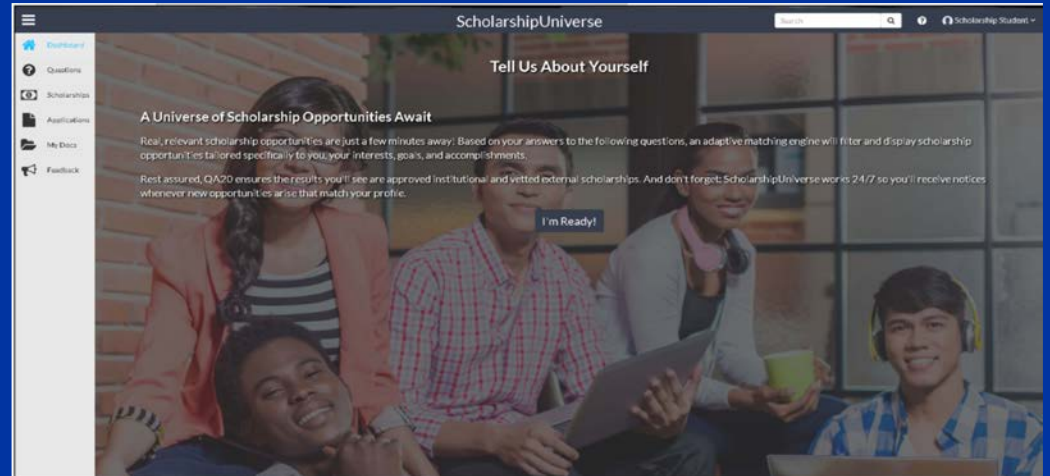 ScholarshipUniverse
Search
Scholarship Student
Dashboard
Questions
Scholarships
Applications
My Docs
Feedback
Tell Us About Yourself
A Universe of Scholarship Opportunities Await
Real, relevant scholarship opportunities are just a few minutes away! Based on your answers to the following questions, an adaptive matching engine will filter and display scholarship
opportunities tailored specifically to you, your interests, goals, and accomplishments.
Rest assured, QA20 ensures the results you'll see are approved institutional and vetted external scholarships. And don't forget: ScholarshipUniverse works 24/7 so you'll receive notices
whenever new opportunities arise that match your profile.
I'm Ready!